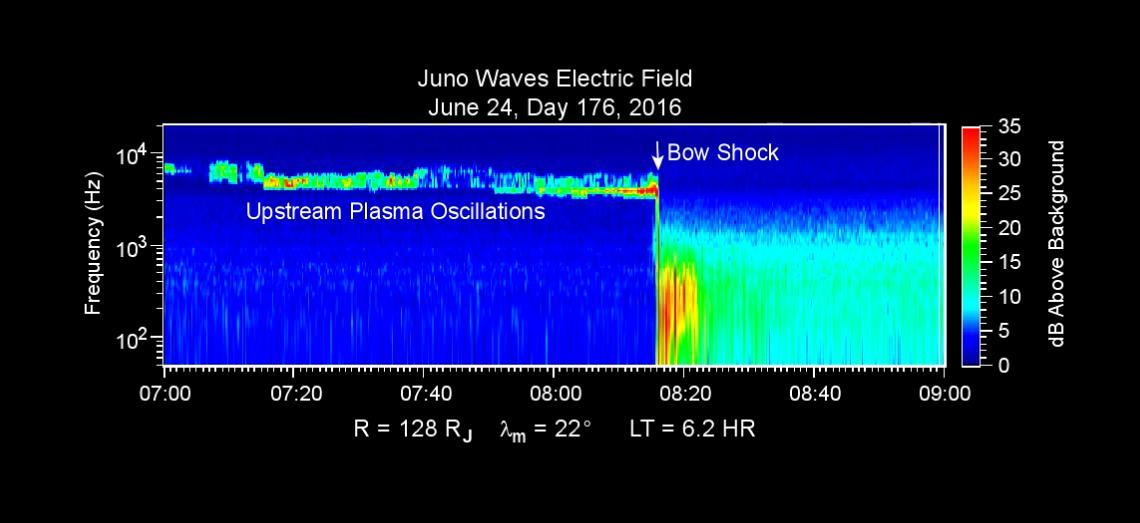 Juno Waves Electric Field
June 24, Day 176, 2016
Bow Shock
Upstream Plasma Oscillations
Frequency (Hz)
10⁴
10³
10²
07:00 07:20 07:40 08:00 08:20 08:40 09:00
35
30
25
20
15
10
5
0
dB Above Background
R = 128 R_J λ_m = 22° LT = 6.2 HR